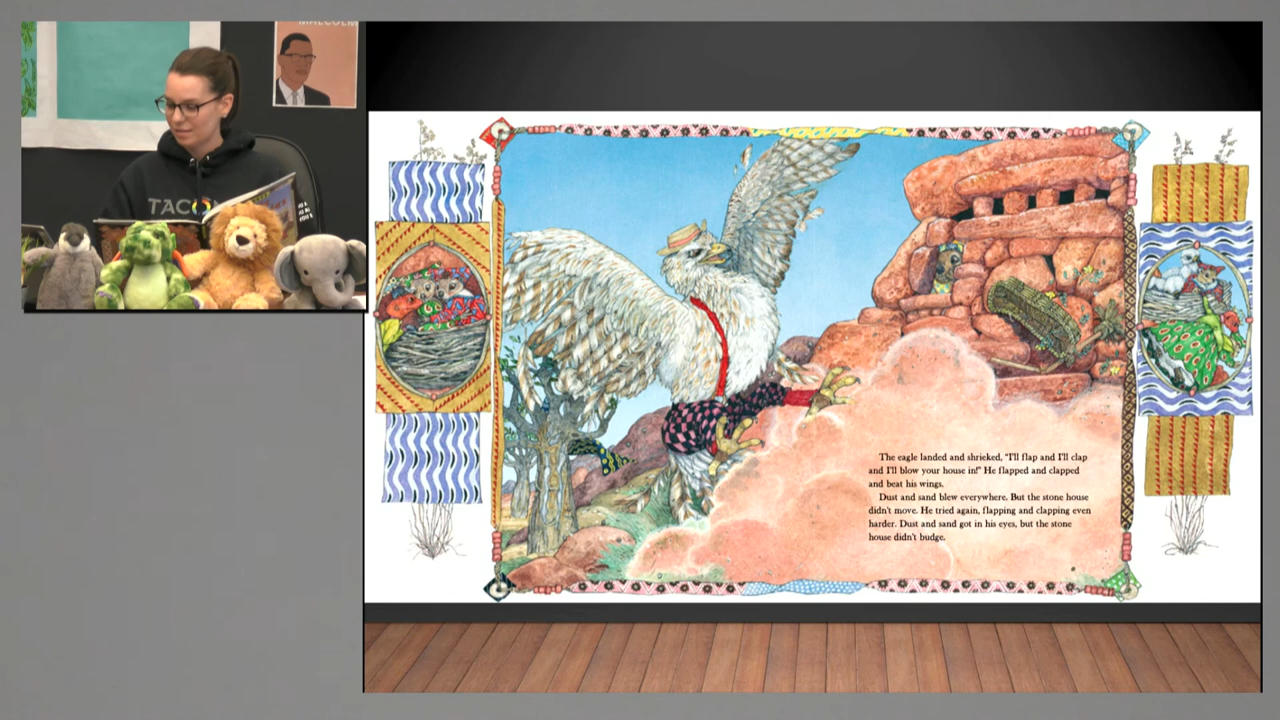 MALCOLM
TACO
The eagle landed and shrieked, "I'll flap and I'll clap
and I'll blow your house in!" He flapped and clapped
and beat his wings.
Dust and sand blew everywhere. But the stone house
didn't move. He tried again, flapping and clapping even
harder. Dust and sand got in his eyes, but the stone
house didn't budge.